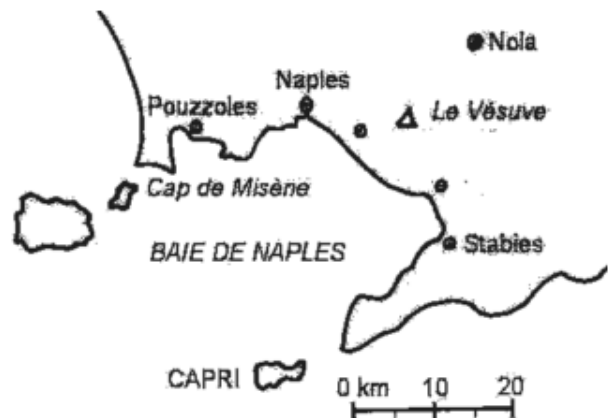 Nola
Naples
Pouzzoles
Le Vésuve
Cap de Misène
BAIE DE NAPLES
Stabies
CAPRI
0 km 10 20